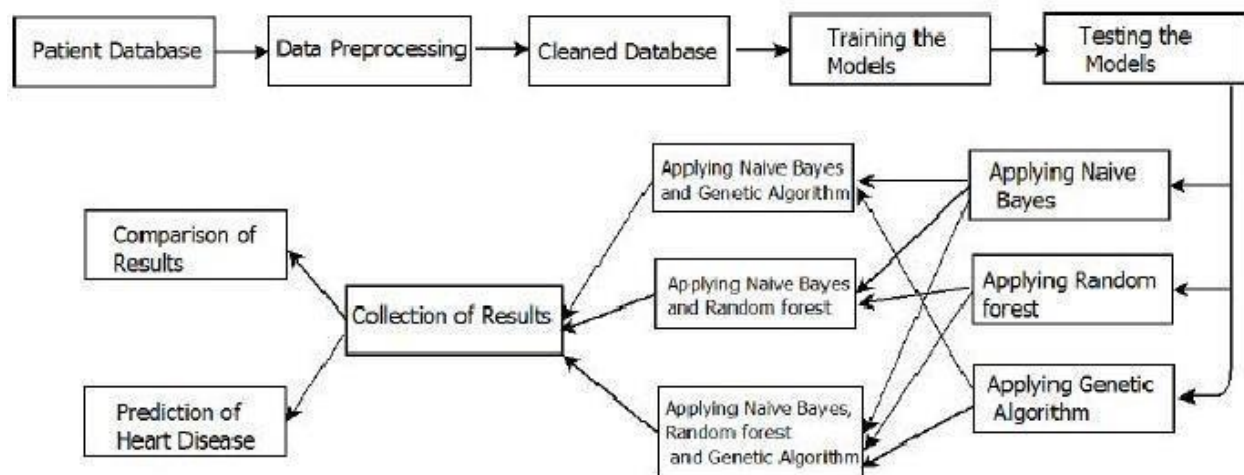 Patient Database
Data Preprocessing
Cleaned Database
Training the
Models
Testing the
Models
Applying Naive Bayes
and Genetic Algorithm
Applying Naive
Bayes
Comparison of
Results
Applying Naive Bayes
and Random forest
Applying Random
forest
Collection of Results
Prediction of
Heart Disease
Applying Naive Bayes,
Random forest
and Genetic Algorithm
Applying Genetic
Algorithm